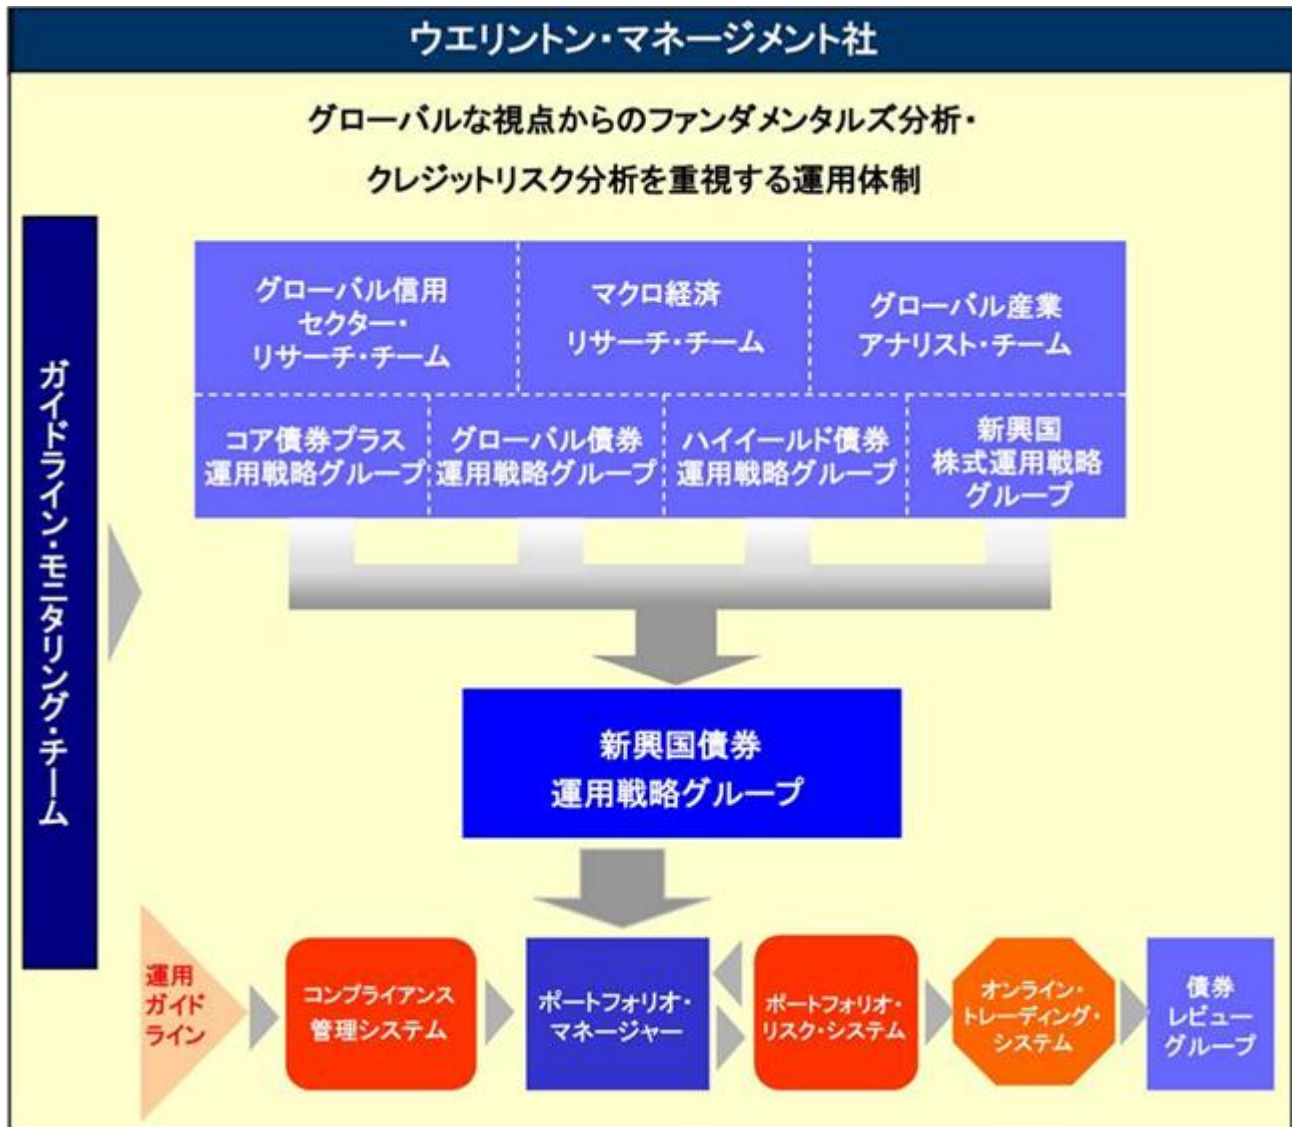 ウエリントン・マネージメント社
グローバルな視点からのファンダメンタルズ分析・
クレジットリスク分析を重視する運用体制
ガイドライン・モニタリング・チーム
グローバル信用
セクター・
リサーチ・チーム
マクロ経済
リサーチ・チーム
グローバル産業
アナリスト・チーム
コア債券プラス
運用戦略グループ
グローバル債券
運用戦略グループ
ハイイールド債券
運用戦略グループ
新興国
株式運用戦略
グループ
新興国債券
運用戦略グループ
運用
ガイド
ライン
コンプライアンス
管理システム
ポートフォリオ・
マネージャー
ポートフォリオ・
リスク・システム
オンライン・
トレーディング・
システム
債券
レビュー
グループ